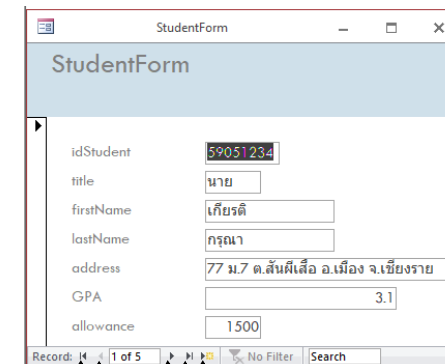 StudentForm
StudentForm
idStudent 59051234
title นาย
firstName เกียรติ
lastName กรุณา
address 77 ม.7 ต.สันผีเสื้อ อ.เมือง จ.เชียงราย
GPA 3.1
allowance 1500
Record: 1 of 5 No Filter Search